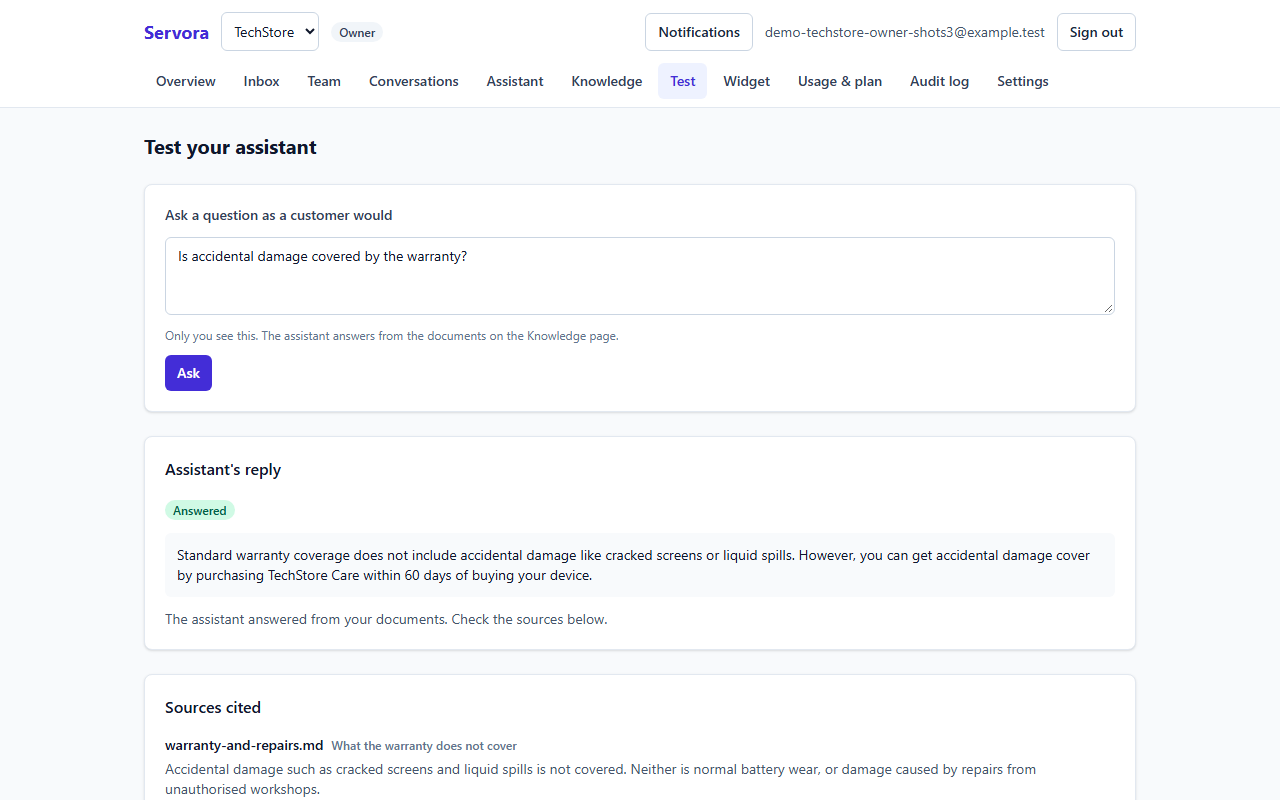 Servora
TechStore
Owner
Notifications
demo-techstore-owner-shots3@example.test
Sign out
Overview
Inbox
Team
Conversations
Assistant
Knowledge
Test
Widget
Usage & plan
Audit log
Settings
Test your assistant
Ask a question as a customer would
Is accidental damage covered by the warranty?
Only you see this. The assistant answers from the documents on the Knowledge page.
Ask
Assistant's reply
Answered
Standard warranty coverage does not include accidental damage like cracked screens or liquid spills. However, you can get accidental damage cover
by purchasing TechStore Care within 60 days of buying your device.
The assistant answered from your documents. Check the sources below.
Sources cited
warranty-and-repairs.md What the warranty does not cover
Accidental damage such as cracked screens and liquid spills is not covered. Neither is normal battery wear, or damage caused by repairs from
unauthorised workshops.